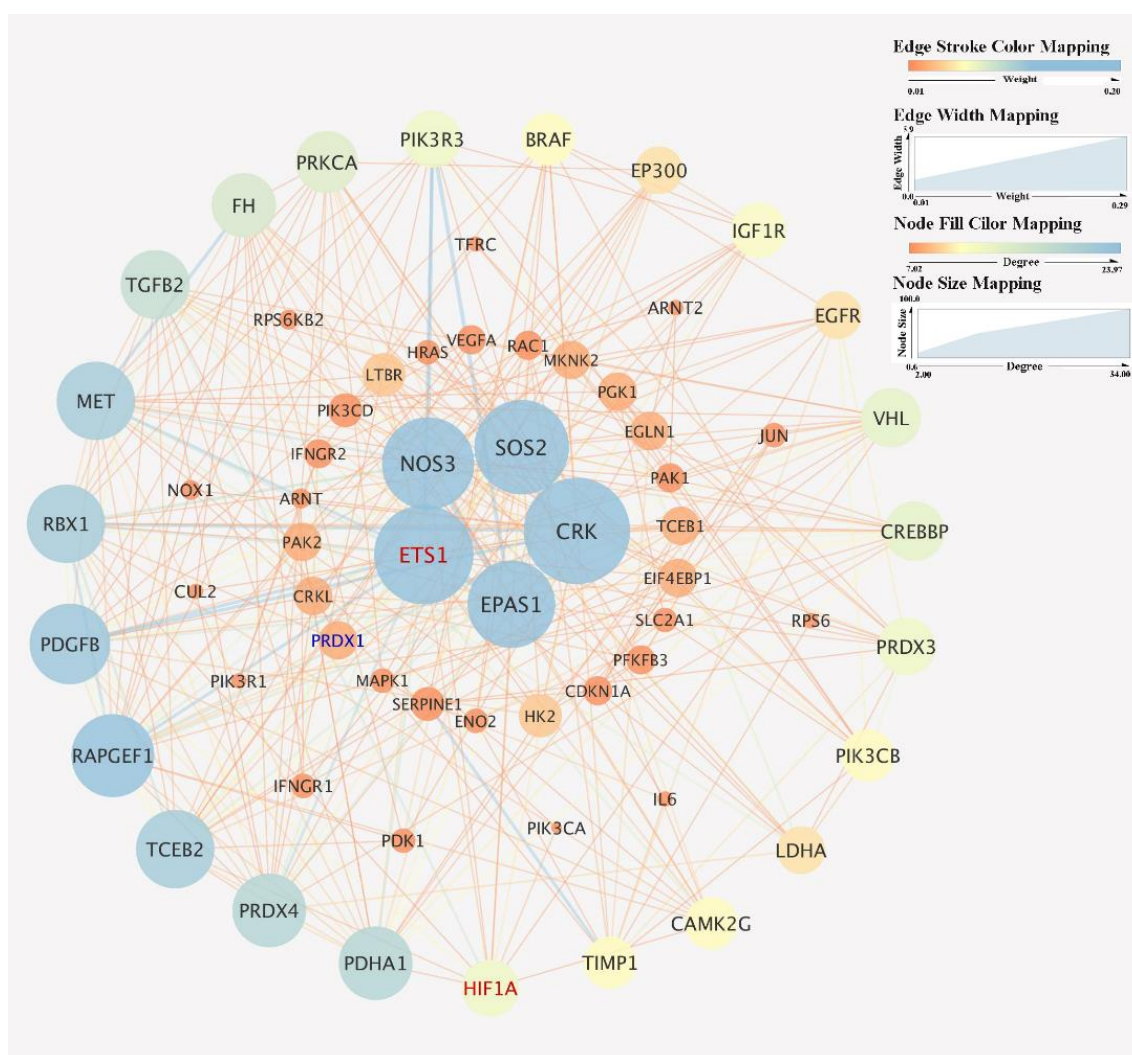 Edge Stroke Color Mapping
Weight
0.01 0.20
Edge Width Mapping
5.9
Edge Width
0.0
0.01 Weight 0.29
Node Fill Cilor Mapping
Degree
7.02 23.97
Node Size Mapping
100.0
Node Size
0.6
2.00 Degree 34.00
PIK3R3
BRAF
PRKCA
EP300
FH
IGF1R
TFRC
TGFB2
ARNT2
RPS6KB2
EGFR
VEGFA
RAC1
HRAS
MKNK2
LTBR
PGK1
MET
PIK3CD
VHL
EGLN1
JUN
SOS2
IFNGR2
NOS3
PAK1
NOX1
ARNT
RBX1
TCEB1
CREBBP
CRK
PAK2
ETS1
EIF4EBP1
CUL2
CRKL
EPAS1
SLC2A1
RPS6
PDGFB
PRDX1
PRDX3
PFKFB3
PIK3R1
MAPK1
CDKN1A
SERPINE1
ENO2
HK2
RAPGEF1
PIK3CB
IFNGR1
IL6
PIK3CA
PDK1
TCEB2
LDHA
PRDX4
CAMK2G
PDHA1
TIMP1
HIF1A